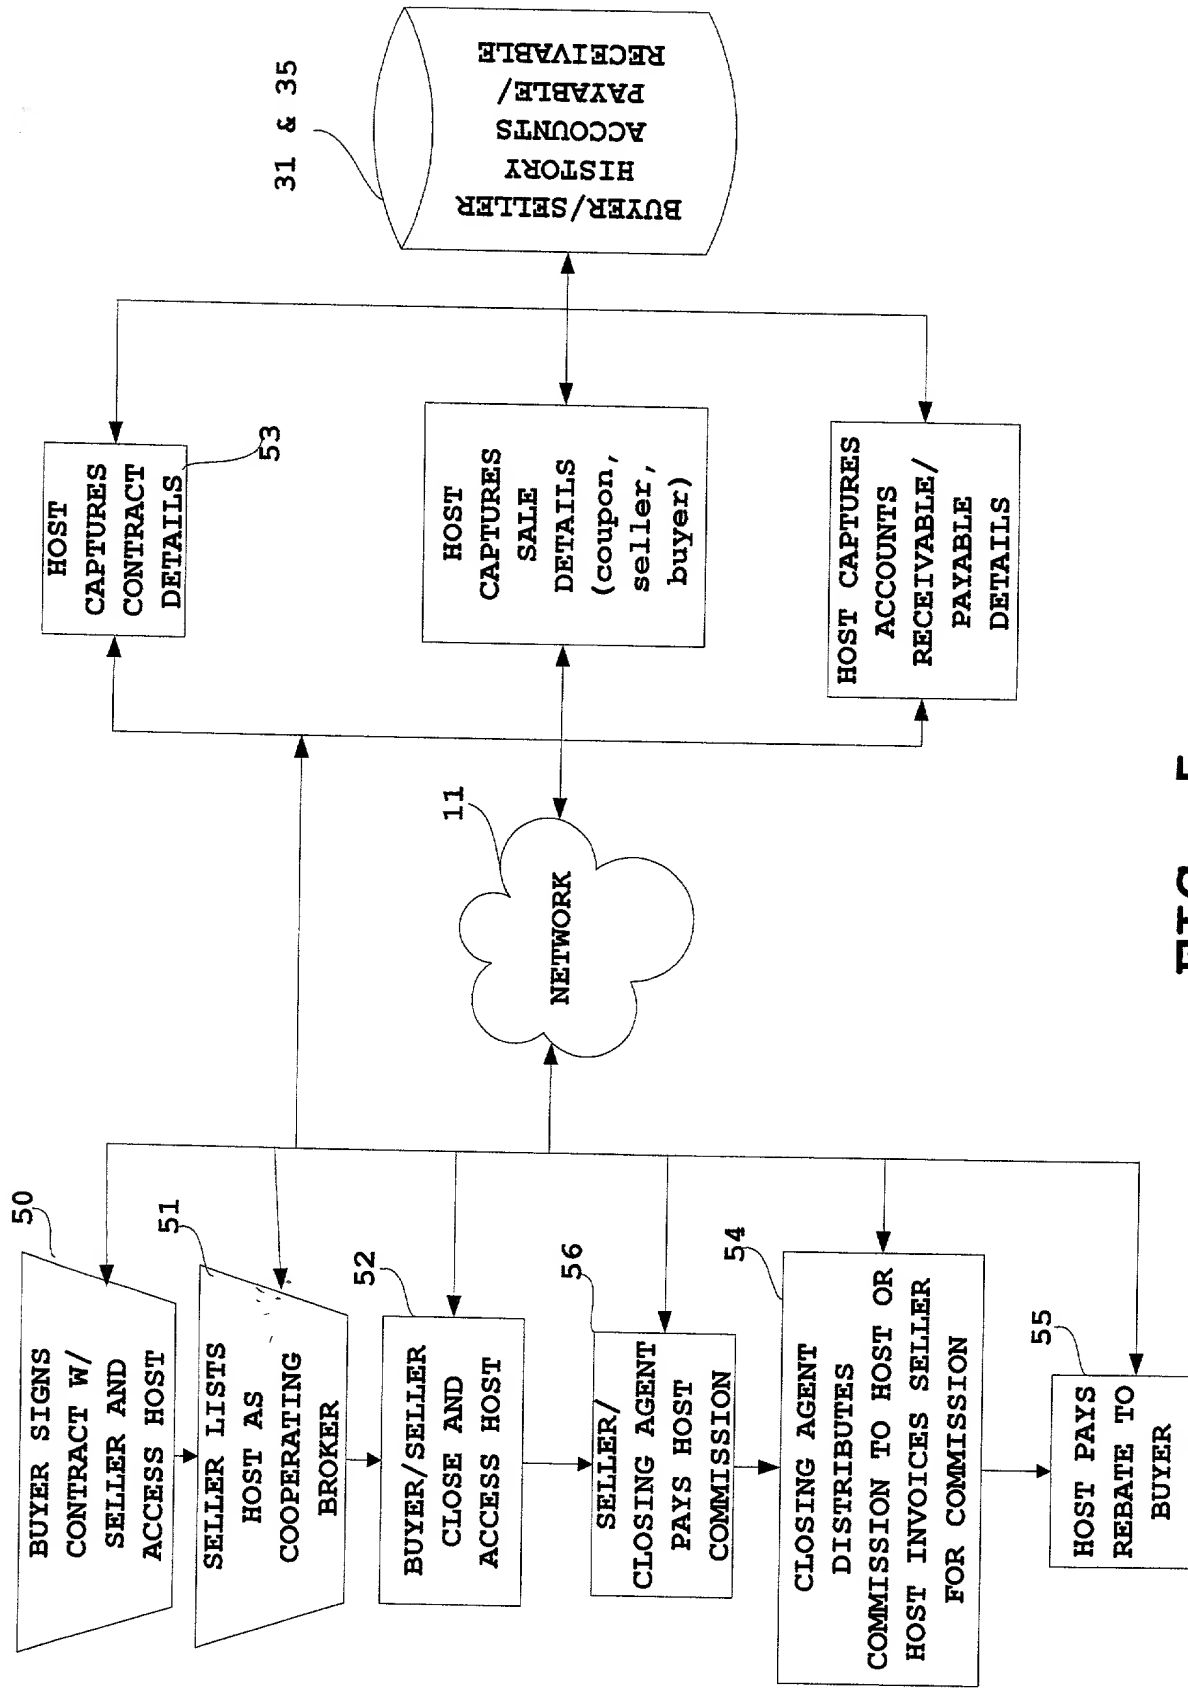 50
BUYER SIGNS
CONTRACT W/
SELLER AND
ACCESS HOST
51
SELLER LISTS
HOST AS
COOPERATING
BROKER
52
BUYER/SELLER
CLOSE AND
ACCESS HOST
56
SELLER/
CLOSING AGENT
PAYS HOST
COMMISSION
54
CLOSING AGENT
DISTRIBUTES
COMMISSION TO HOST OR
HOST INVOICES SELLER
FOR COMMISSION
55
HOST PAYS
REBATE TO
BUYER
11
NETWORK
HOST
CAPTURES
CONTRACT
DETAILS
53
HOST
CAPTURES
SALE
DETAILS
(coupon,
seller,
buyer)
HOST CAPTURES
ACCOUNTS
RECEIVABLE/
PAYABLE
DETAILS
31 & 35
BUYER/SELLER
HISTORY
ACCOUNTS
PAYABLE/
RECEIVABLE